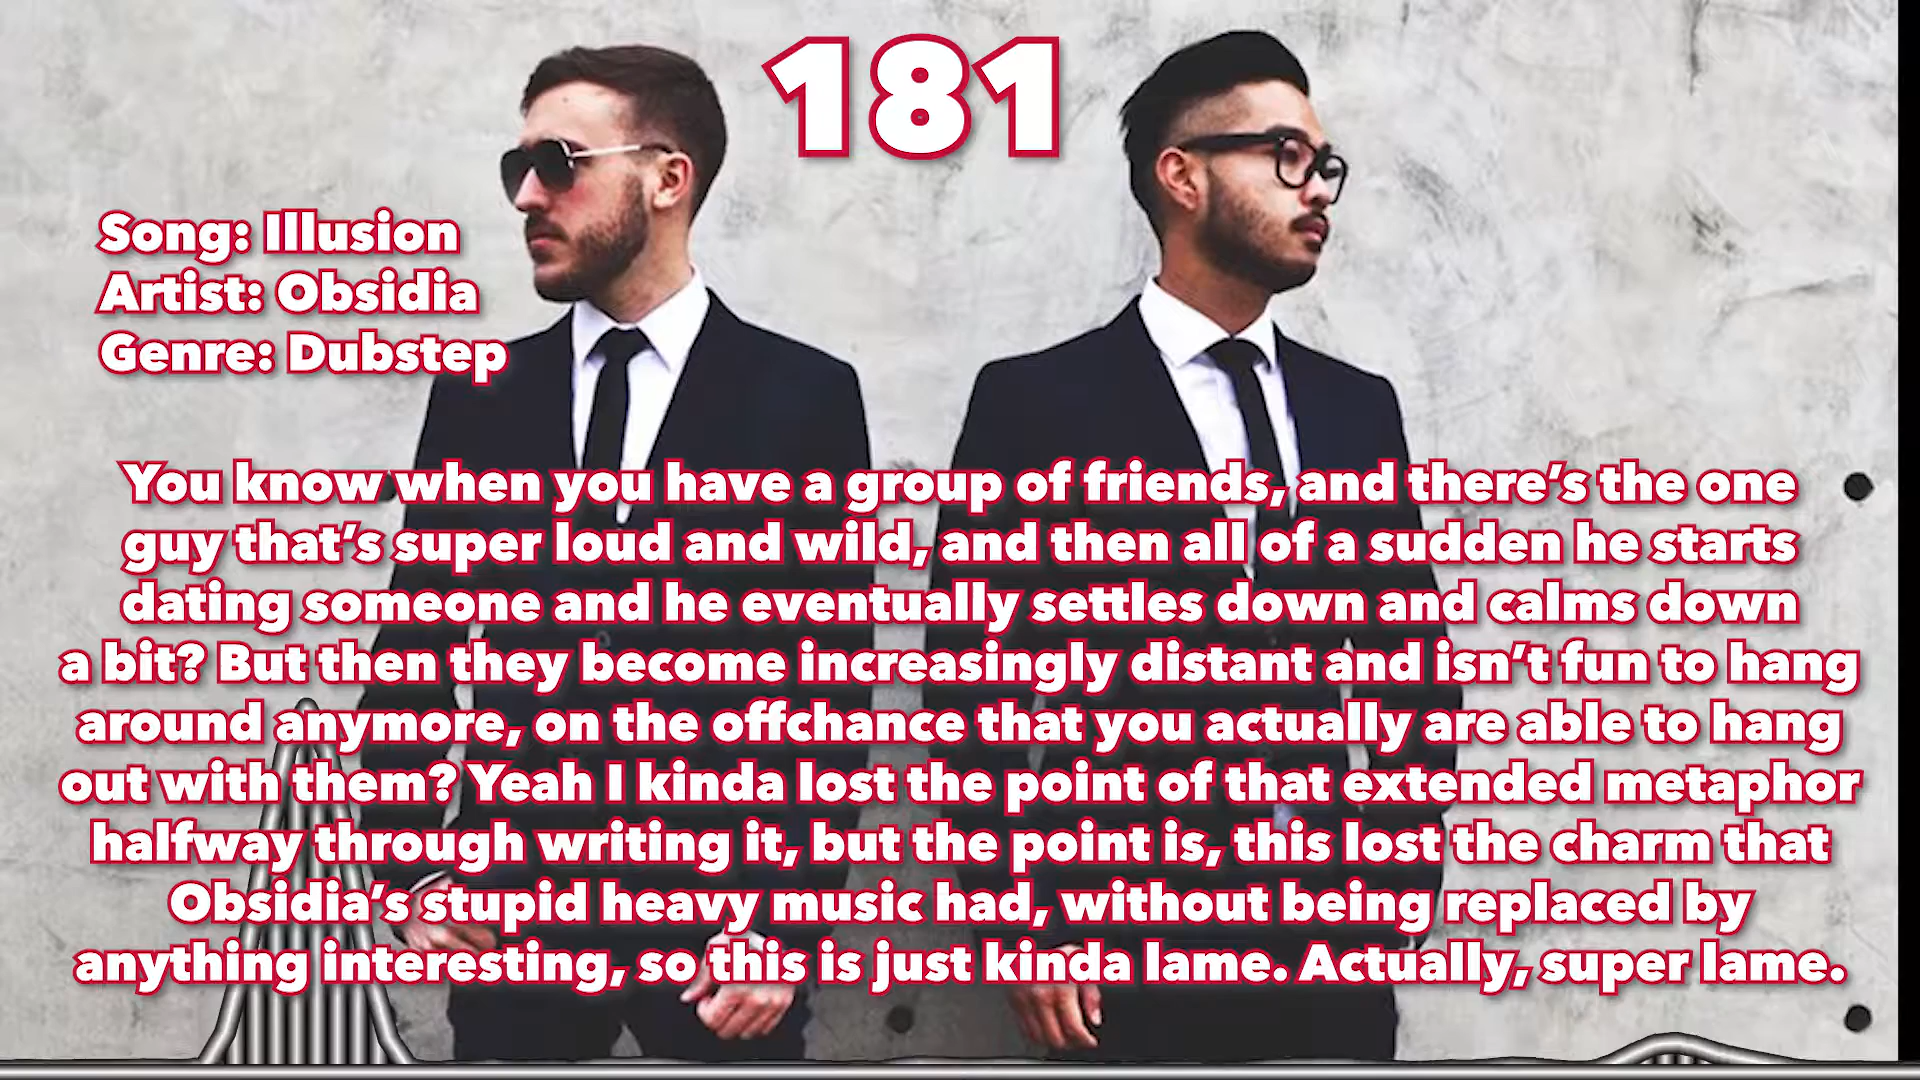 181
Song: Illusion
Artist: Obsidia
Genre: Dubstep
You know when you have a group of friends, and there's the one
guy that's super loud and wild, and then all of a sudden he starts
dating someone and he eventually settles down and calms down
a bit? But then they become increasingly distant and isn't fun to hang
around anymore, on the offchance that you actually are able to hang
out with them? Yeah I kinda lost the point of that extended metaphor
halfway through writing it, but the point is, this lost the charm that
Obsidia's stupid heavy music had, without being replaced by
anything interesting, so this is just kinda lame. Actually, super lame.